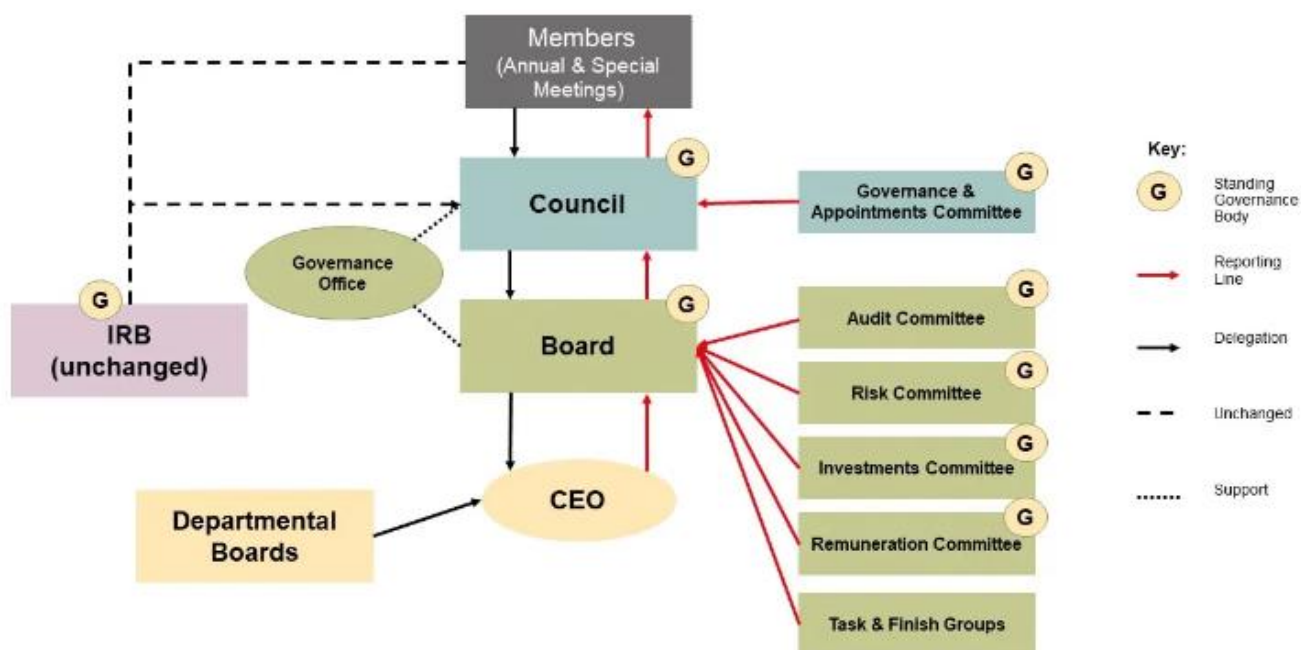 Members
(Annual & Special
Meetings)
G
Council
G
Governance &
Appointments Committee
Governance
Office
G
IRB
(unchanged)
G
Board
G
Audit Committee
G
Risk Committee
G
Investments Committee
G
Remuneration Committee
Task & Finish Groups
CEO
Departmental
Boards
Key:
G
Standing
Governance
Body
Reporting
Line
Delegation
Unchanged
Support